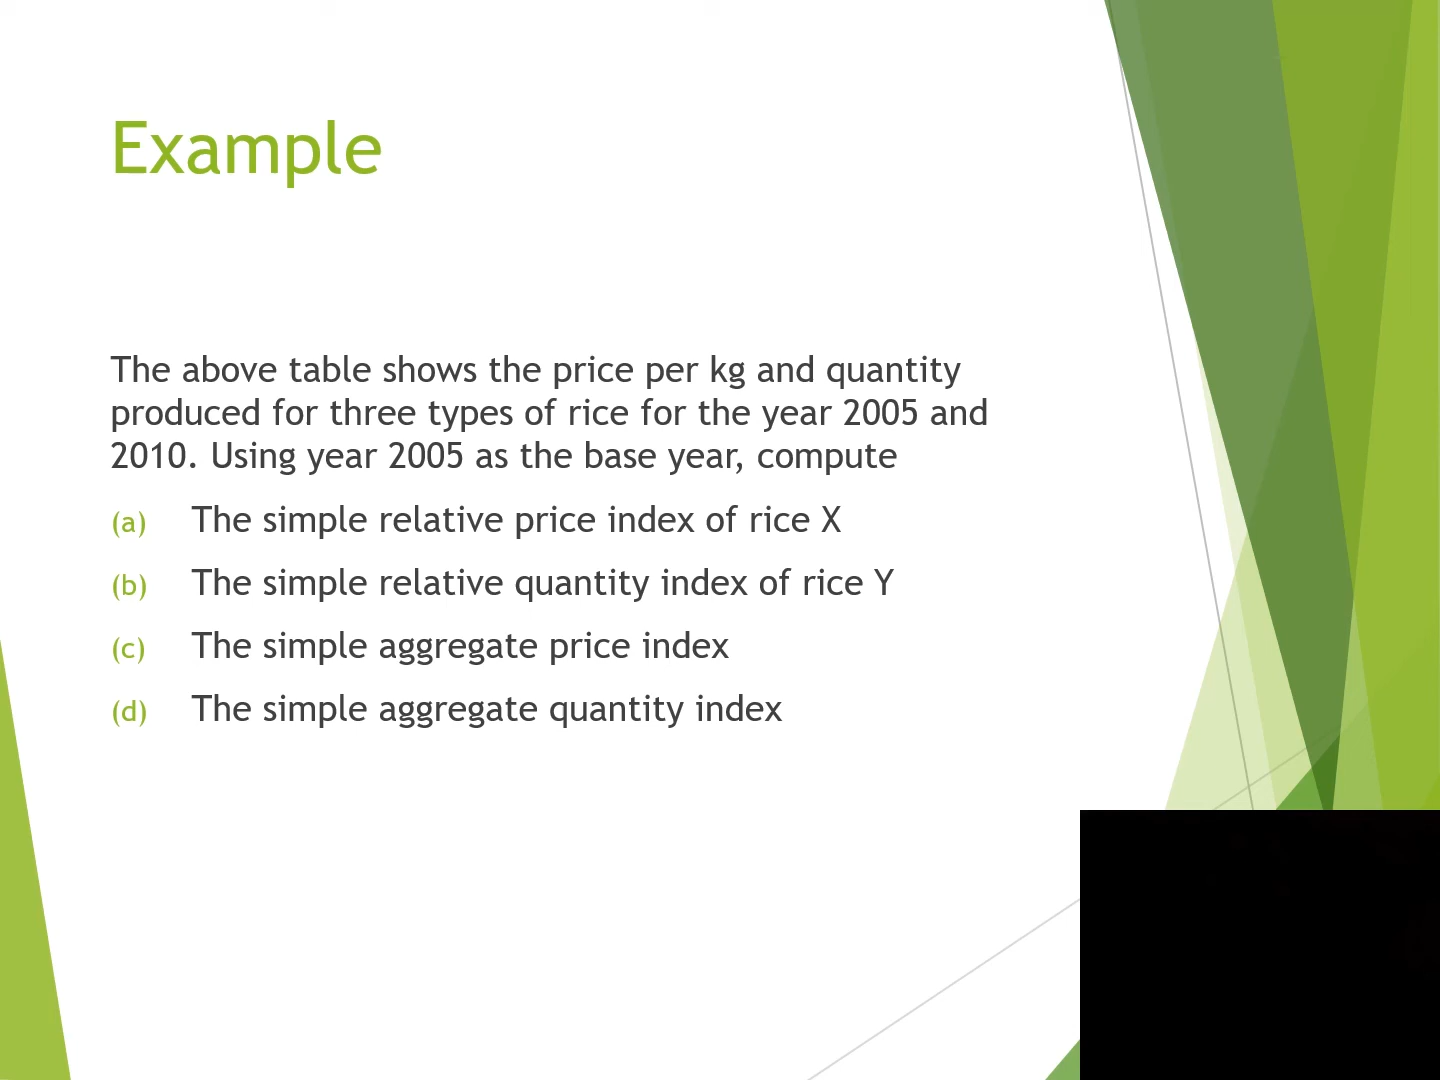 Example
The above table shows the price per kg and quantity
produced for three types of rice for the year 2005 and
2010. Using year 2005 as the base year, compute
(a) The simple relative price index of rice X
(b) The simple relative quantity index of rice Y
(c) The simple aggregate price index
(d) The simple aggregate quantity index